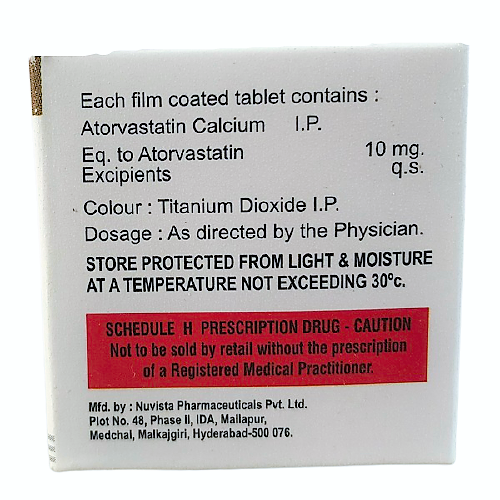 Each film coated tablet contains :
Atorvastatin Calcium I.P.
Eq. to Atorvastatin 10 mg.
Excipients q.s.
Colour : Titanium Dioxide I.P.
Dosage : As directed by the Physician.
STORE PROTECTED FROM LIGHT & MOISTURE
AT A TEMPERATURE NOT EXCEEDING 30ºc.
SCHEDULE H PRESCRIPTION DRUG - CAUTION
Not to be sold by retail without the prescription
of a Registered Medical Practitioner.
Mfd. by : Nuvista Pharmaceuticals Pvt. Ltd.
Plot No. 48, Phase II, IDA, Mallapur,
Medchal, Malkajgiri, Hyderabad-500 076.